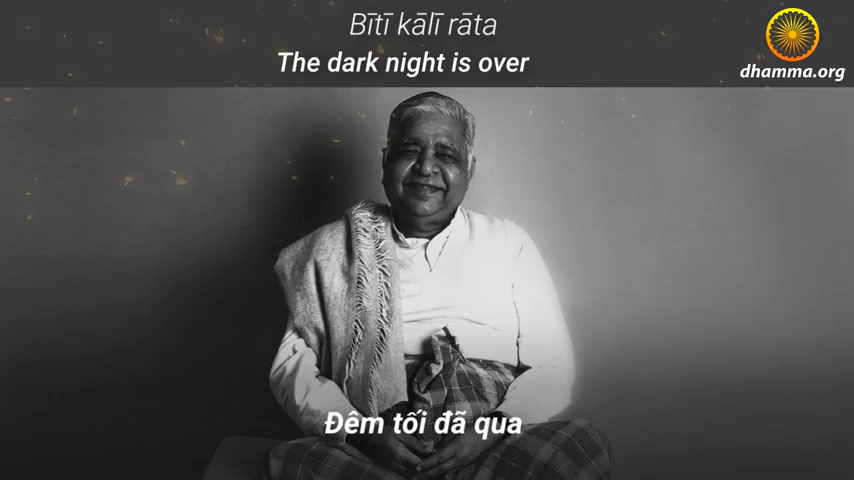 Bītī kālī rāta
The dark night is over
dhamma.org
Đêm tối đã qua